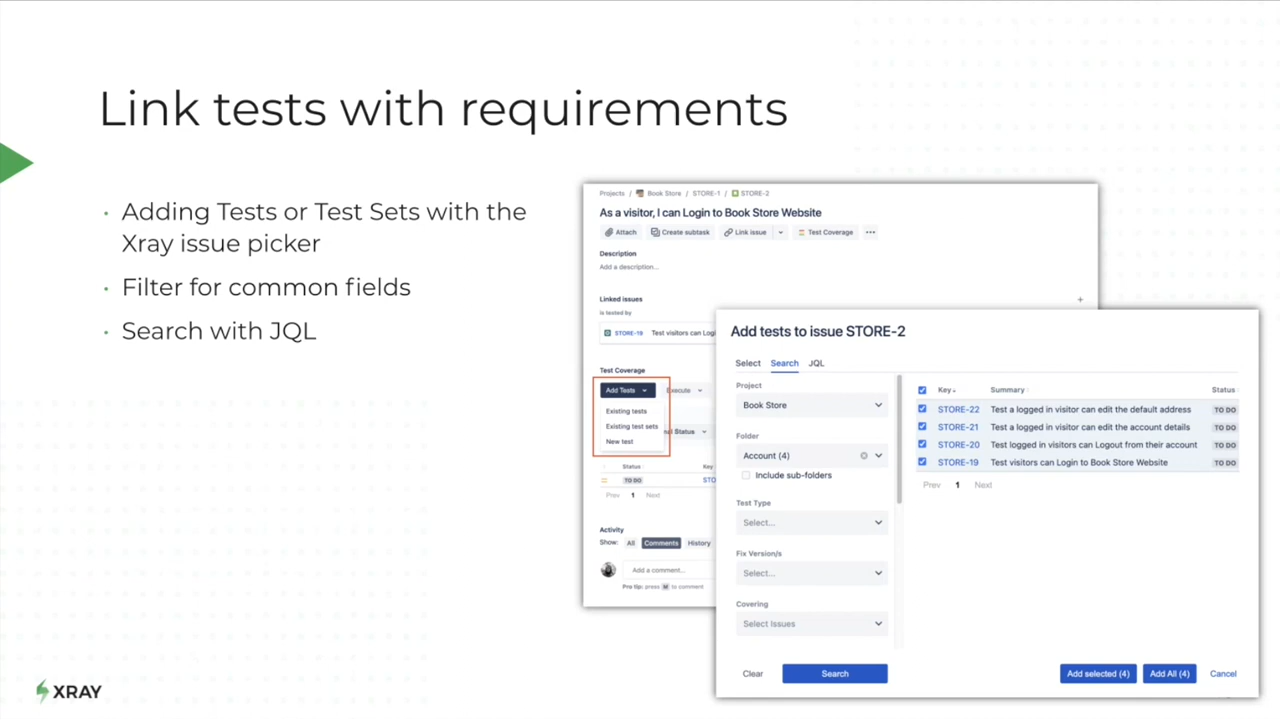 Link tests with requirements
· Adding Tests or Test Sets with the
Xray issue picker
· Filter for common fields
· Search with JQL
Projects / Book Store / STORE-1 / STORE-2
As a visitor, I can Login to Book Store Website
Attach Create subtask Link issue Test Coverage ...
Description
Add a description...
Linked issues +
is tested by
STORE-19 Test visitors can Logi
Test Coverage
Add Tests Execute
Existing tests
Existing test sets
New test
Status
Status Key
TO DO STO
Prev 1 Next
Activity
Show: All Comments History
Add a comment...
Pro tip: press M to comment
Add tests to issue STORE-2
Select Search JQL
Project
Book Store
Folder
Account (4)
Include sub-folders
Test Type
Select...
Fix Version/s
Select...
Covering
Select Issues
Clear Search
Key Summary Status
STORE-22 Test a logged in visitor can edit the default address TO DO
STORE-21 Test a logged in visitor can edit the account details TO DO
STORE-20 Test logged in visitors can Logout from their account TO DO
STORE-19 Test visitors can Login to Book Store Website TO DO
Prev 1 Next
Add selected (4) Add All (4) Cancel
XRAY